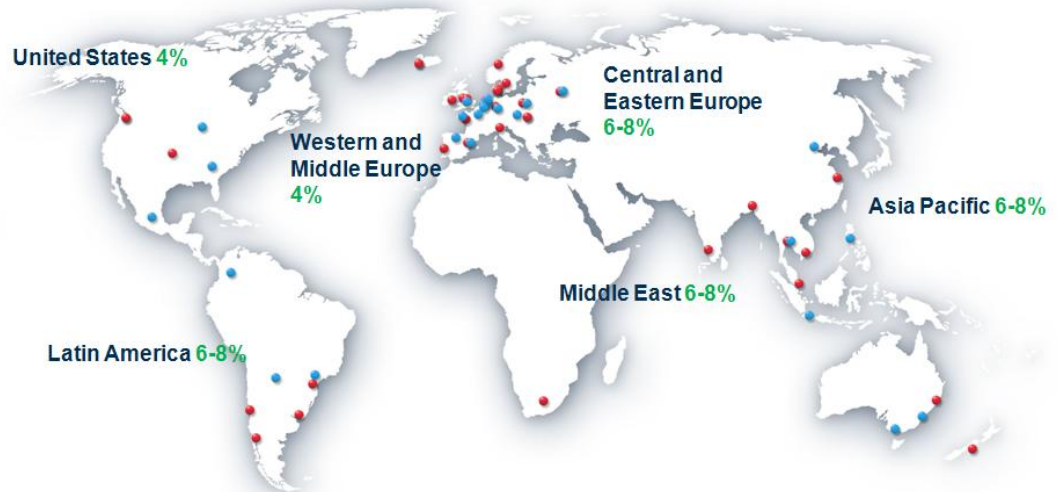 United States 4%
Central and
Eastern Europe
6-8%
Western and
Middle Europe
4%
Asia Pacific 6-8%
Middle East 6-8%
Latin America 6-8%